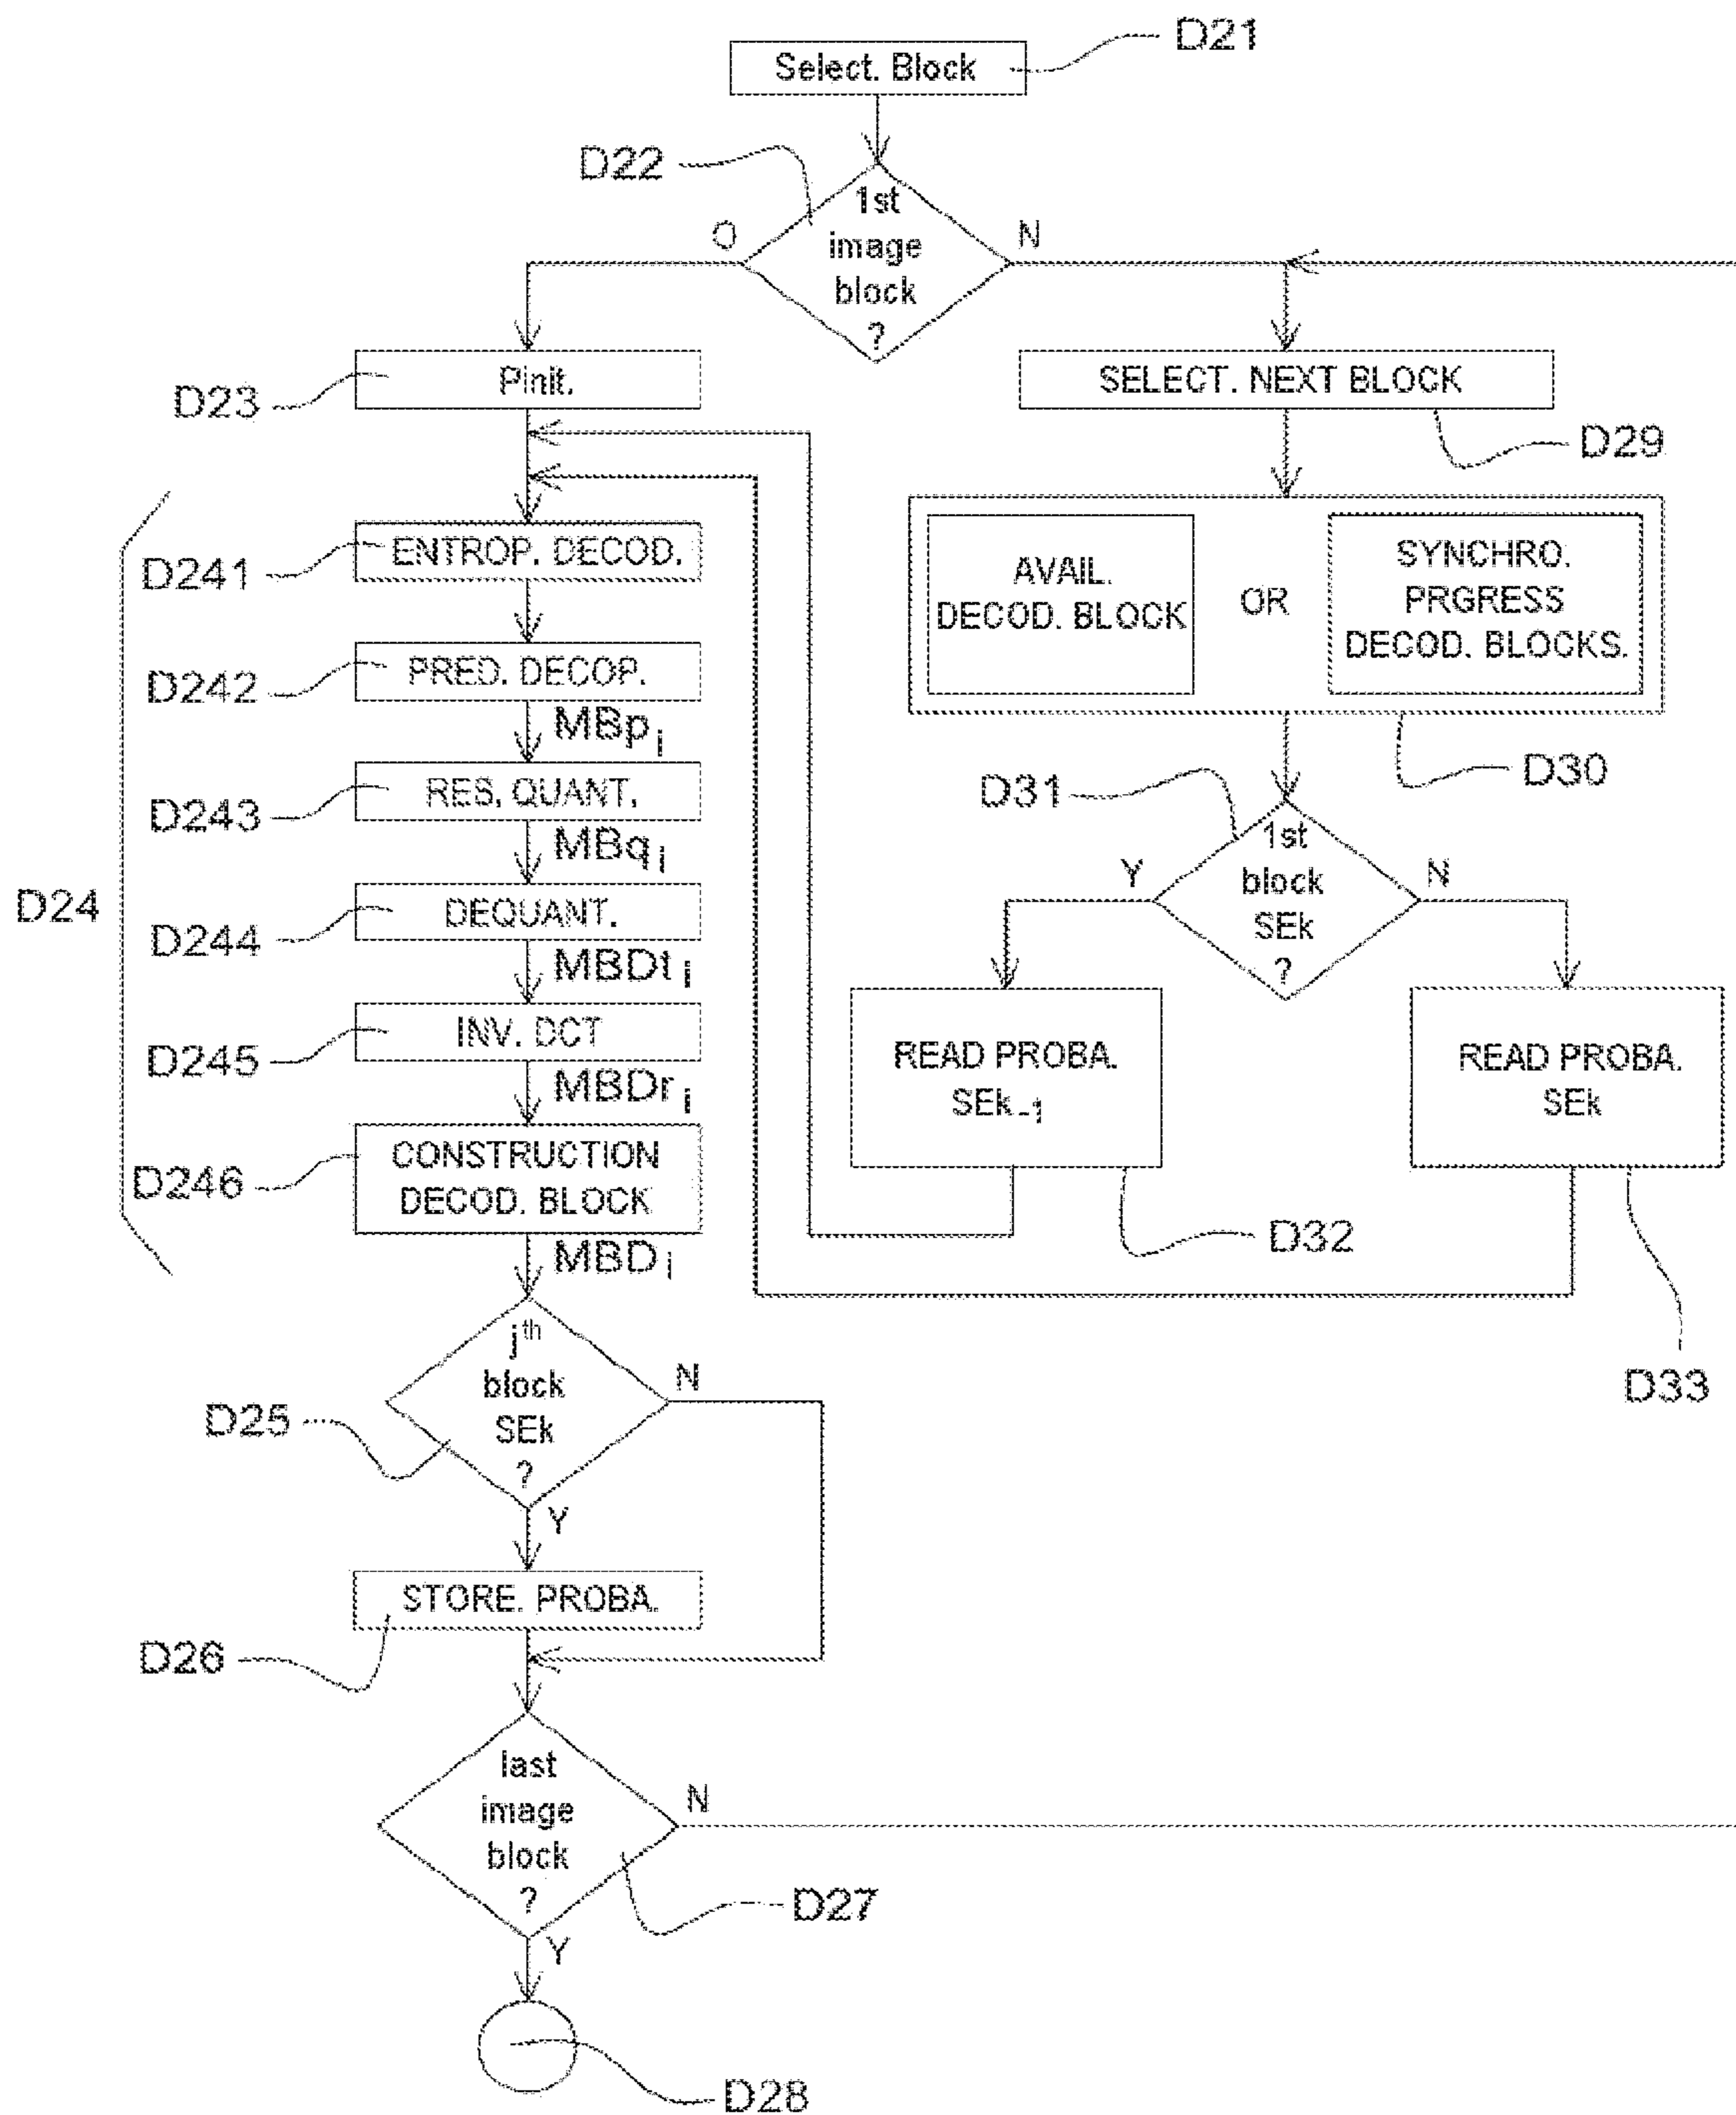 D21
Select. Block
D22
1st
image
block
?
O
N
Pinit.
D23
SELECT. NEXT BLOCK
D29
ENTROP. DECOD.
D241
AVAIL.
DECOD. BLOCK
OR
SYNCHRO.
PRGRESS
DECOD. BLOCKS.
D30
PRED. DECOP.
D242
MBp i
RES. QUANT.
D243
MBq i
D24
DEQUANT.
D244
MBDt i
INV. DCT
D245
MBDr i
CONSTRUCTION
DECOD. BLOCK
D246
MBD i
D31
1st
block
SEk
?
Y
N
READ PROBA.
SEk-1
D32
READ PROBA.
SEk
D33
jth
block
SEk
?
D25
N
Y
STORE. PROBA.
D26
last
image
block
?
N
D27
Y
D28